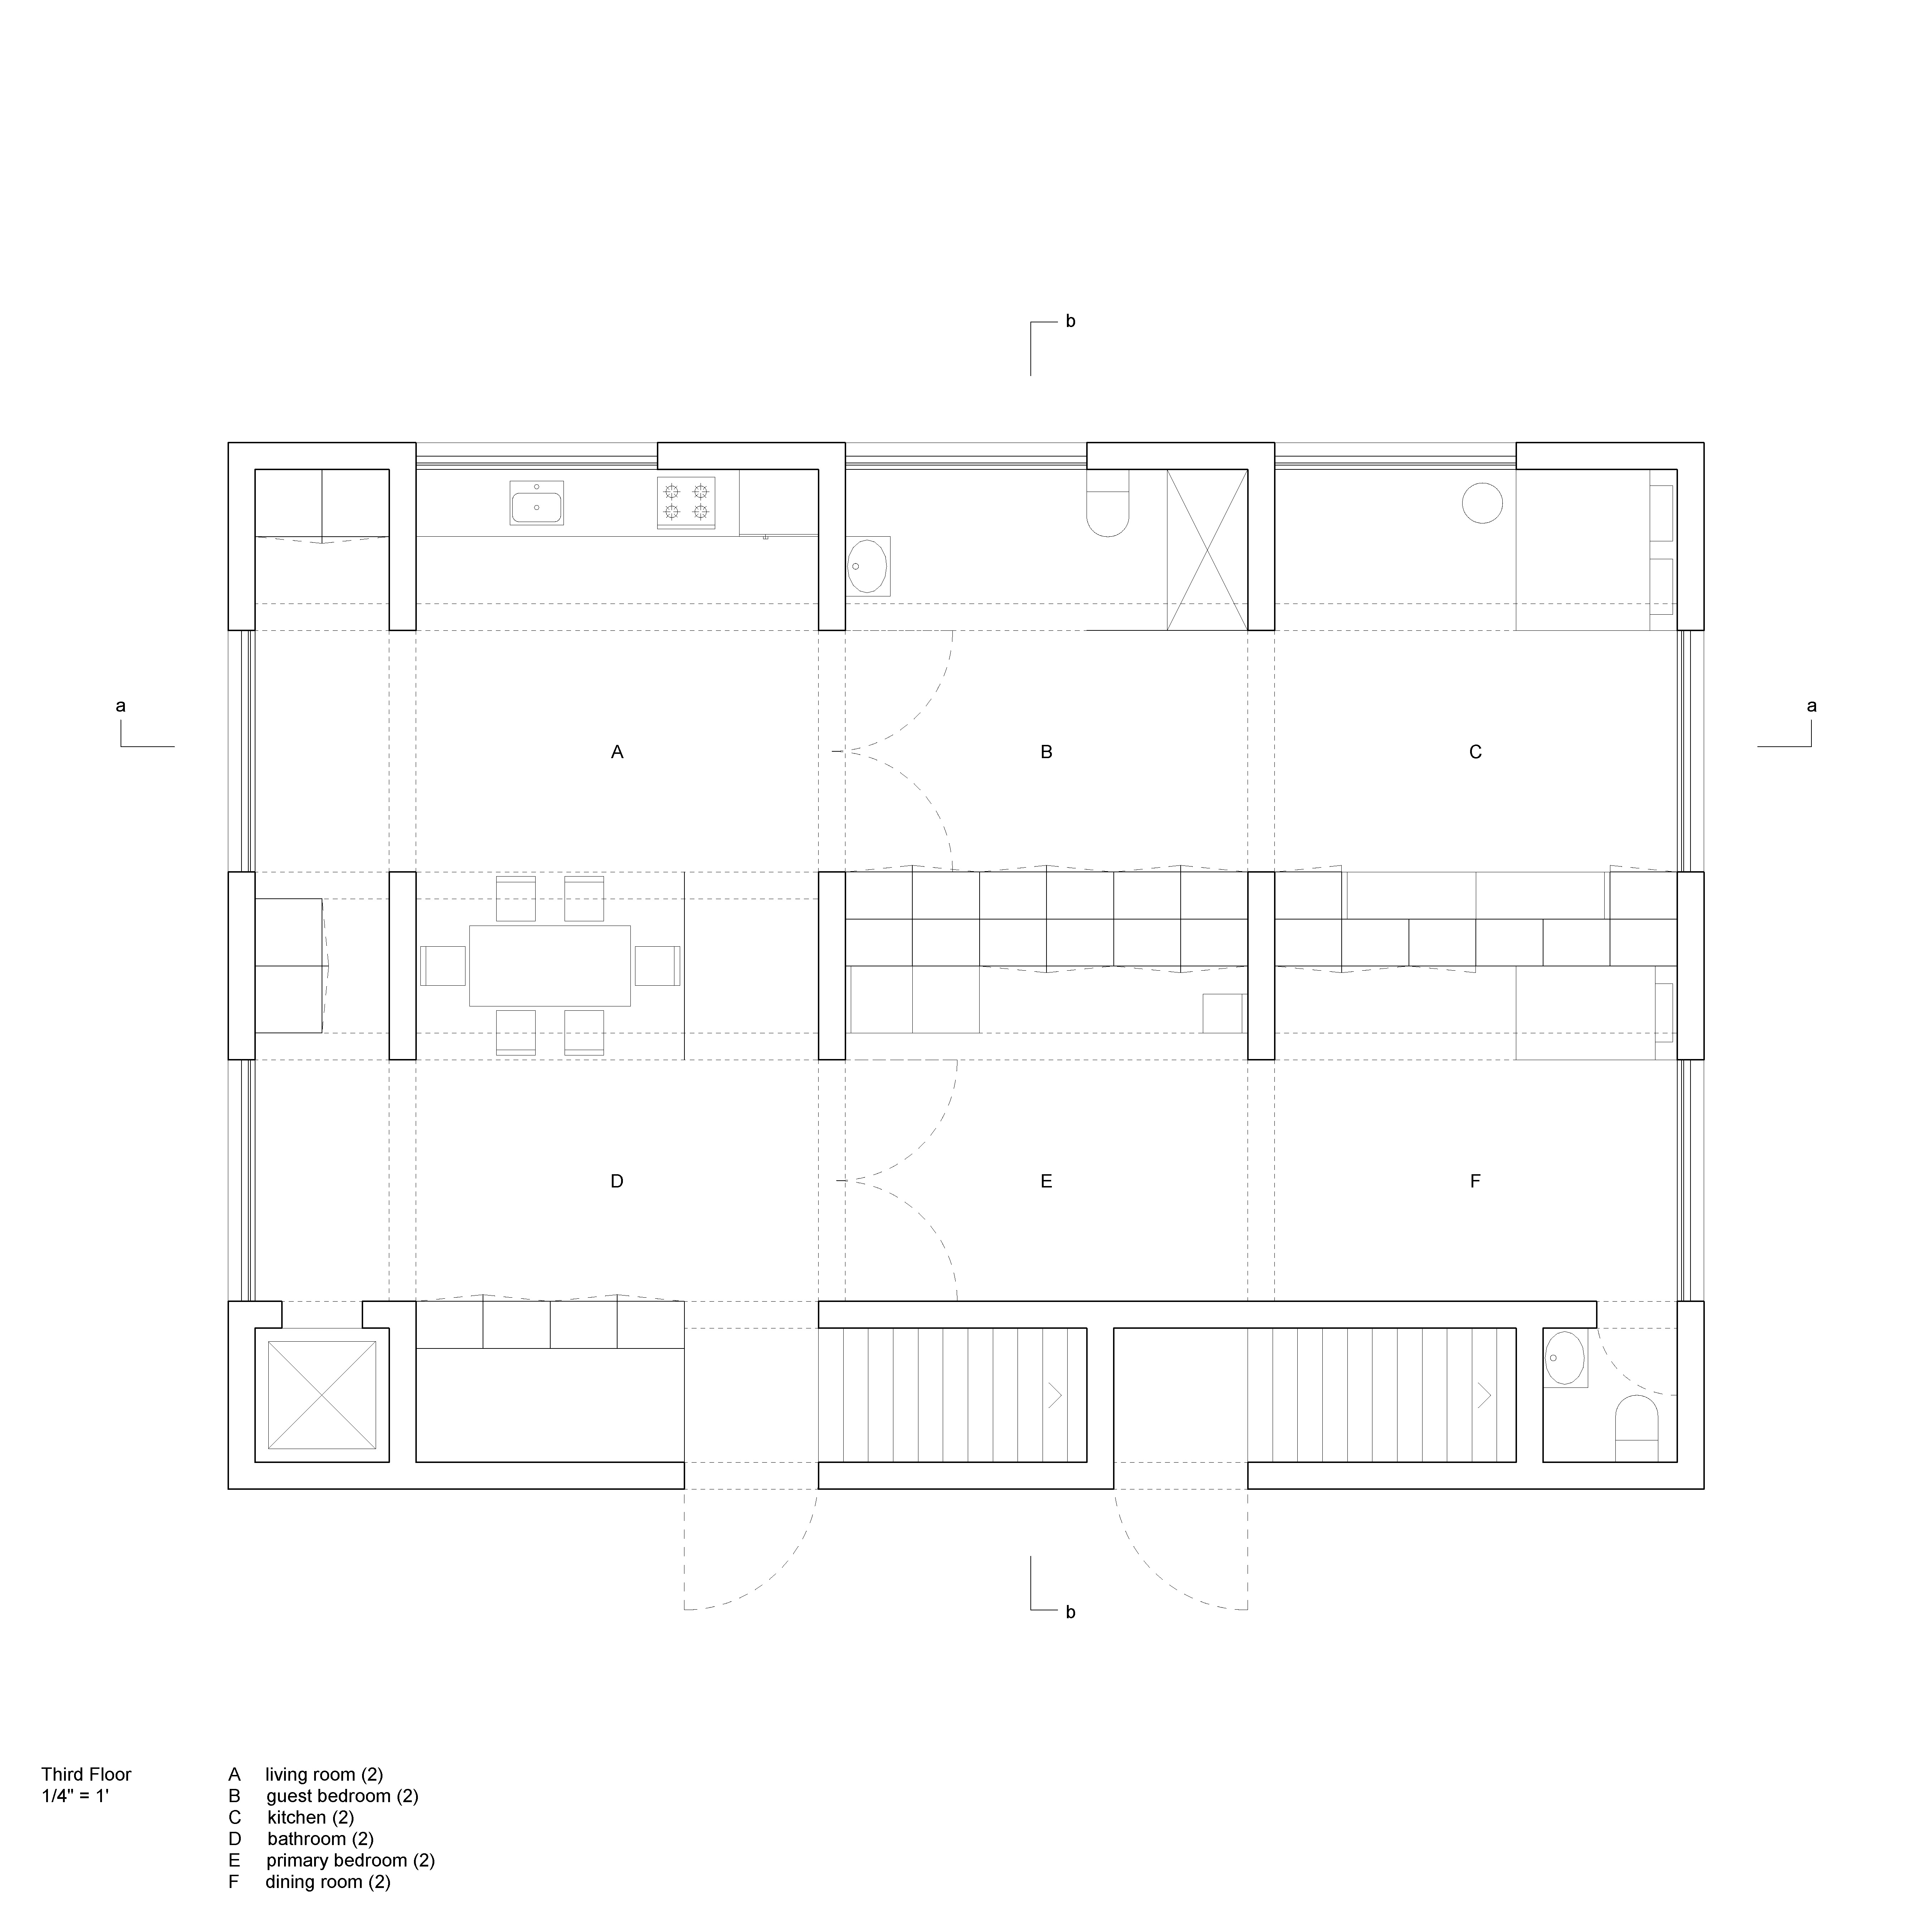 b
a a
A B C
D E F
b
Third Floor
1/4" = 1'
A living room (2)
B guest bedroom (2)
C kitchen (2)
D bathroom (2)
E primary bedroom (2)
F dining room (2)